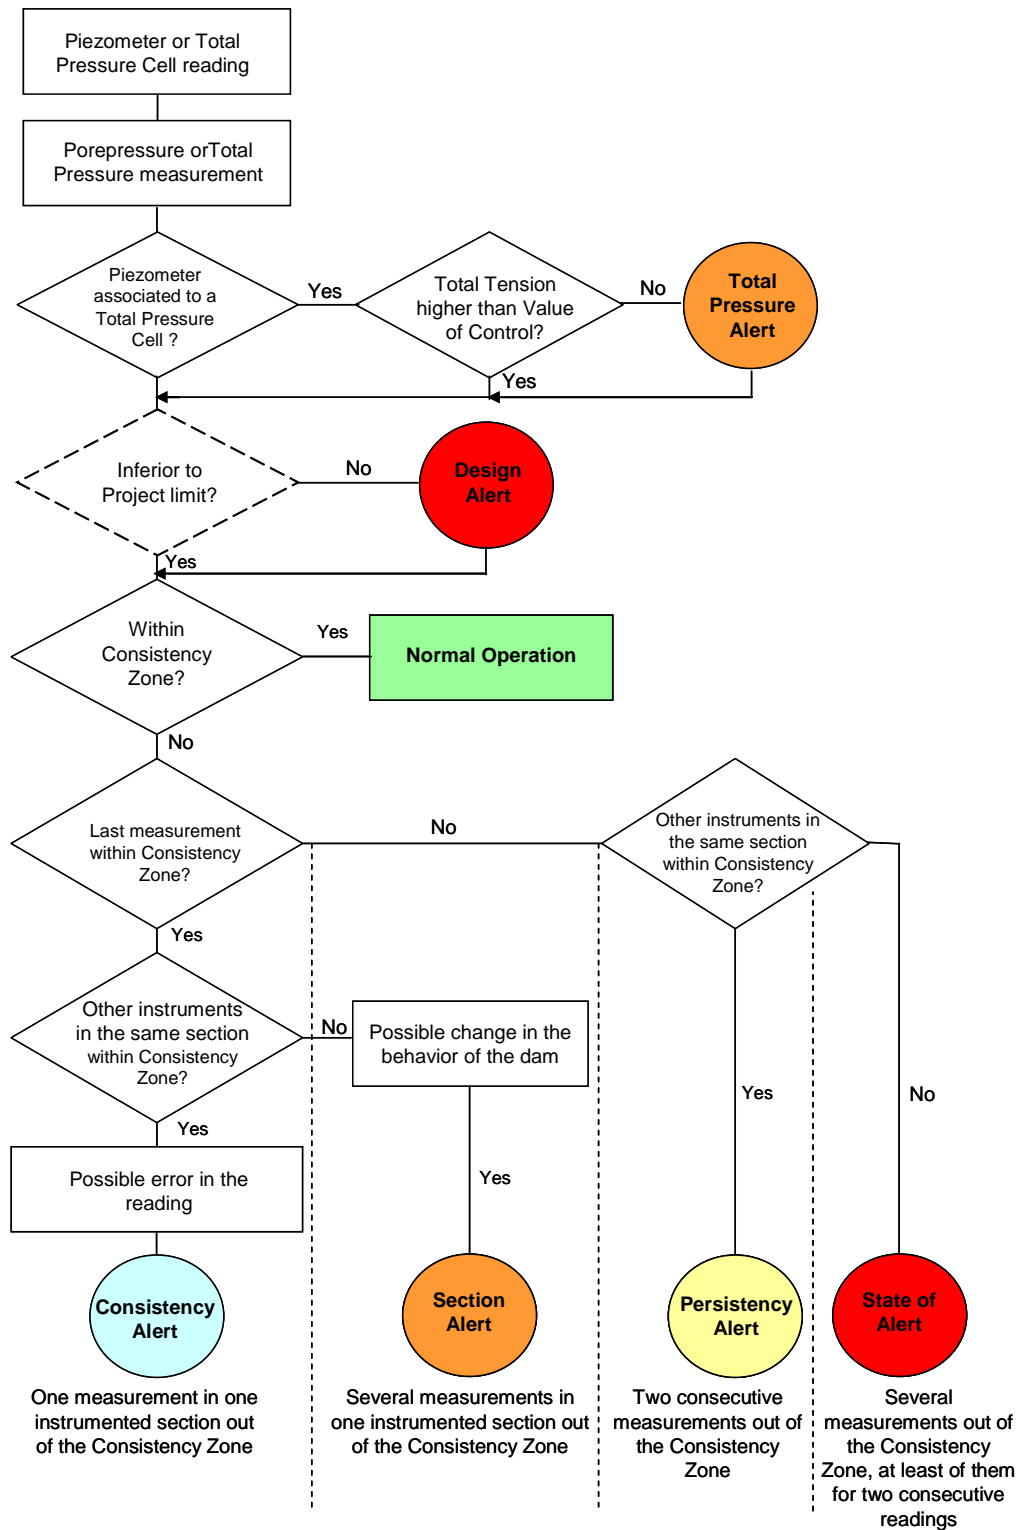 Piezometer or Total
Pressure Cell reading
Porepressure orTotal
Pressure measurement
Piezometer
associated to a
Total Pressure
Cell ?
Yes
Total Tension
higher than Value
of Control?
No
Total
Pressure
Alert
Yes
Inferior to
Project limit?
No
Design
Alert
Yes
Within
Consistency
Zone?
Yes
Normal Operation
No
Last measurement
within Consistency
Zone?
No
Other instruments in
the same section
within Consistency
Zone?
Yes
Other instruments
in the same section
within Consistency
Zone?
No
Possible change in the
behavior of the dam
Yes
No
Yes
Possible error in the
reading
Yes
Consistency
Alert
Section
Alert
Persistency
Alert
State of
Alert
One measurement in one
instrumented section out
of the Consistency Zone
Several measurements in
one instrumented section out
of the Consistency Zone
Two consecutive
measurements out of
the Consistency
Zone
Several
measurements out of
the Consistency
Zone, at least of them
for two consecutive
readings